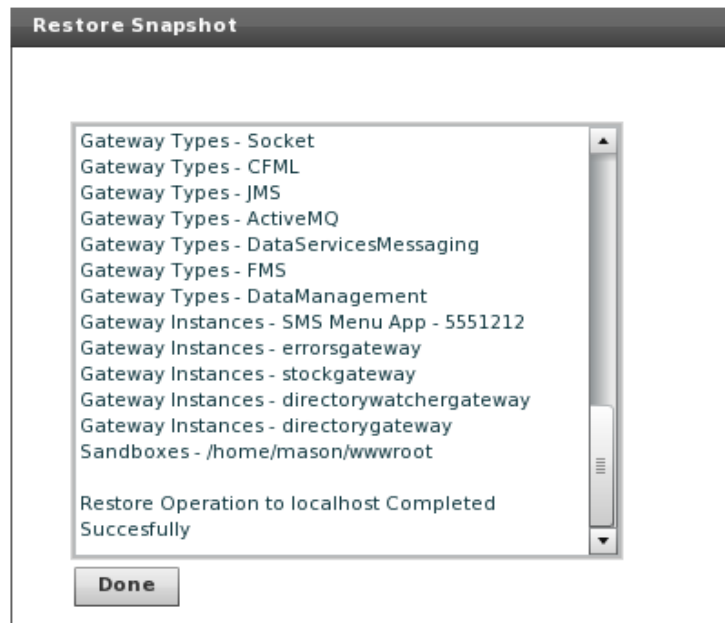 Restore Snapshot
Gateway Types - Socket
Gateway Types - CFML
Gateway Types - JMS
Gateway Types - ActiveMQ
Gateway Types - DataServicesMessaging
Gateway Types - FMS
Gateway Types - DataManagement
Gateway Instances - SMS Menu App - 5551212
Gateway Instances - errorsgateway
Gateway Instances - stockgateway
Gateway Instances - directorywatchergateway
Gateway Instances - directorygateway
Sandboxes - /home/mason/wwwroot
Restore Operation to localhost Completed
Succesfully
Done